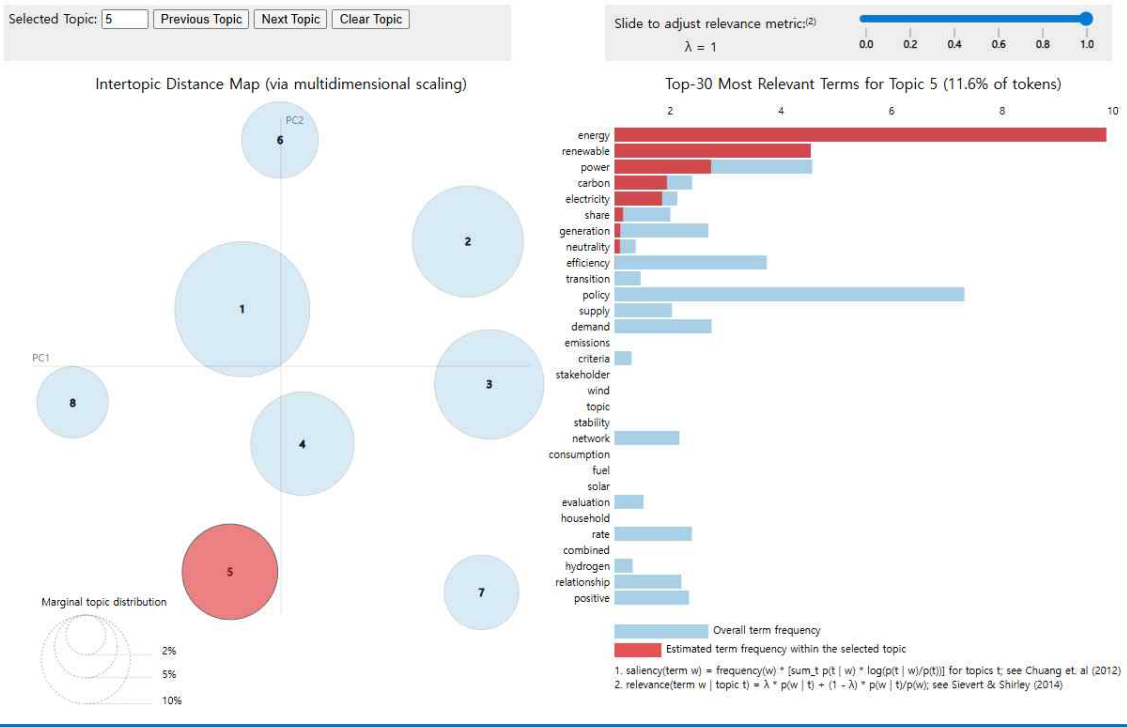 Selected Topic: 5 Previous Topic Next Topic Clear Topic
Slide to adjust relevance metric:(2)
λ = 1
0.0 0.2 0.4 0.6 0.8 1.0
Intertopic Distance Map (via multidimensional scaling)
PC2
PC1
6
2
1
3
8
4
5
7
Marginal topic distribution
2%
5%
10%
Top-30 Most Relevant Terms for Topic 5 (11.6% of tokens)
2 4 6 8 10
energy
renewable
power
carbon
electricity
share
generation
neutrality
efficiency
transition
policy
supply
demand
emissions
criteria
stakeholder
wind
topic
stability
network
consumption
fuel
solar
evaluation
household
rate
combined
hydrogen
relationship
positive
Overall term frequency
Estimated term frequency within the selected topic
1. saliency(term w) = frequency(w) * [sum_t p(t | w) * log(p(t | w)/p(t))] for topics t; see Chuang et. al (2012)
2. relevance(term w | topic t) = λ * p(w | t) + (1 - λ) * p(w | t)/p(w); see Sievert & Shirley (2014)